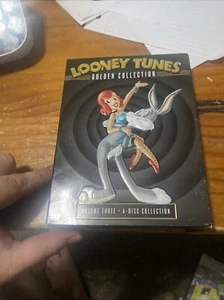 LOONEY TUNES
GOLDEN COLLECTION
VOLUME THREE - 4-DISC COLLECTION